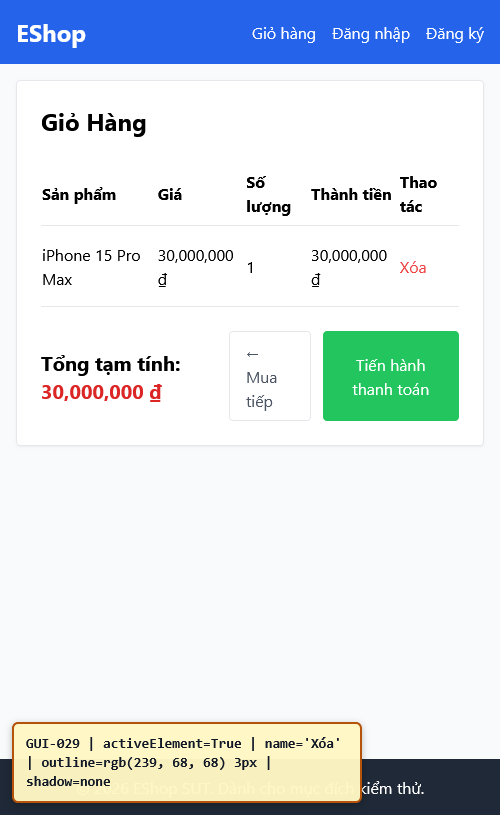 EShop
Giỏ hàng Đăng nhập Đăng ký
Giỏ Hàng
Sản phẩm Giá Số lượng Thành tiền Thao tác
iPhone 15 Pro Max 30,000,000 ₫ 1 30,000,000 ₫ Xóa
Tổng tạm tính:
30,000,000 ₫
← Mua tiếp
Tiến hành thanh toán
GUI-029 | activeElement=True | name='Xóa'
| outline=rgb(239, 68, 68) 3px |
shadow=none
EShop SUT. Dành cho mục đích kiểm thử.